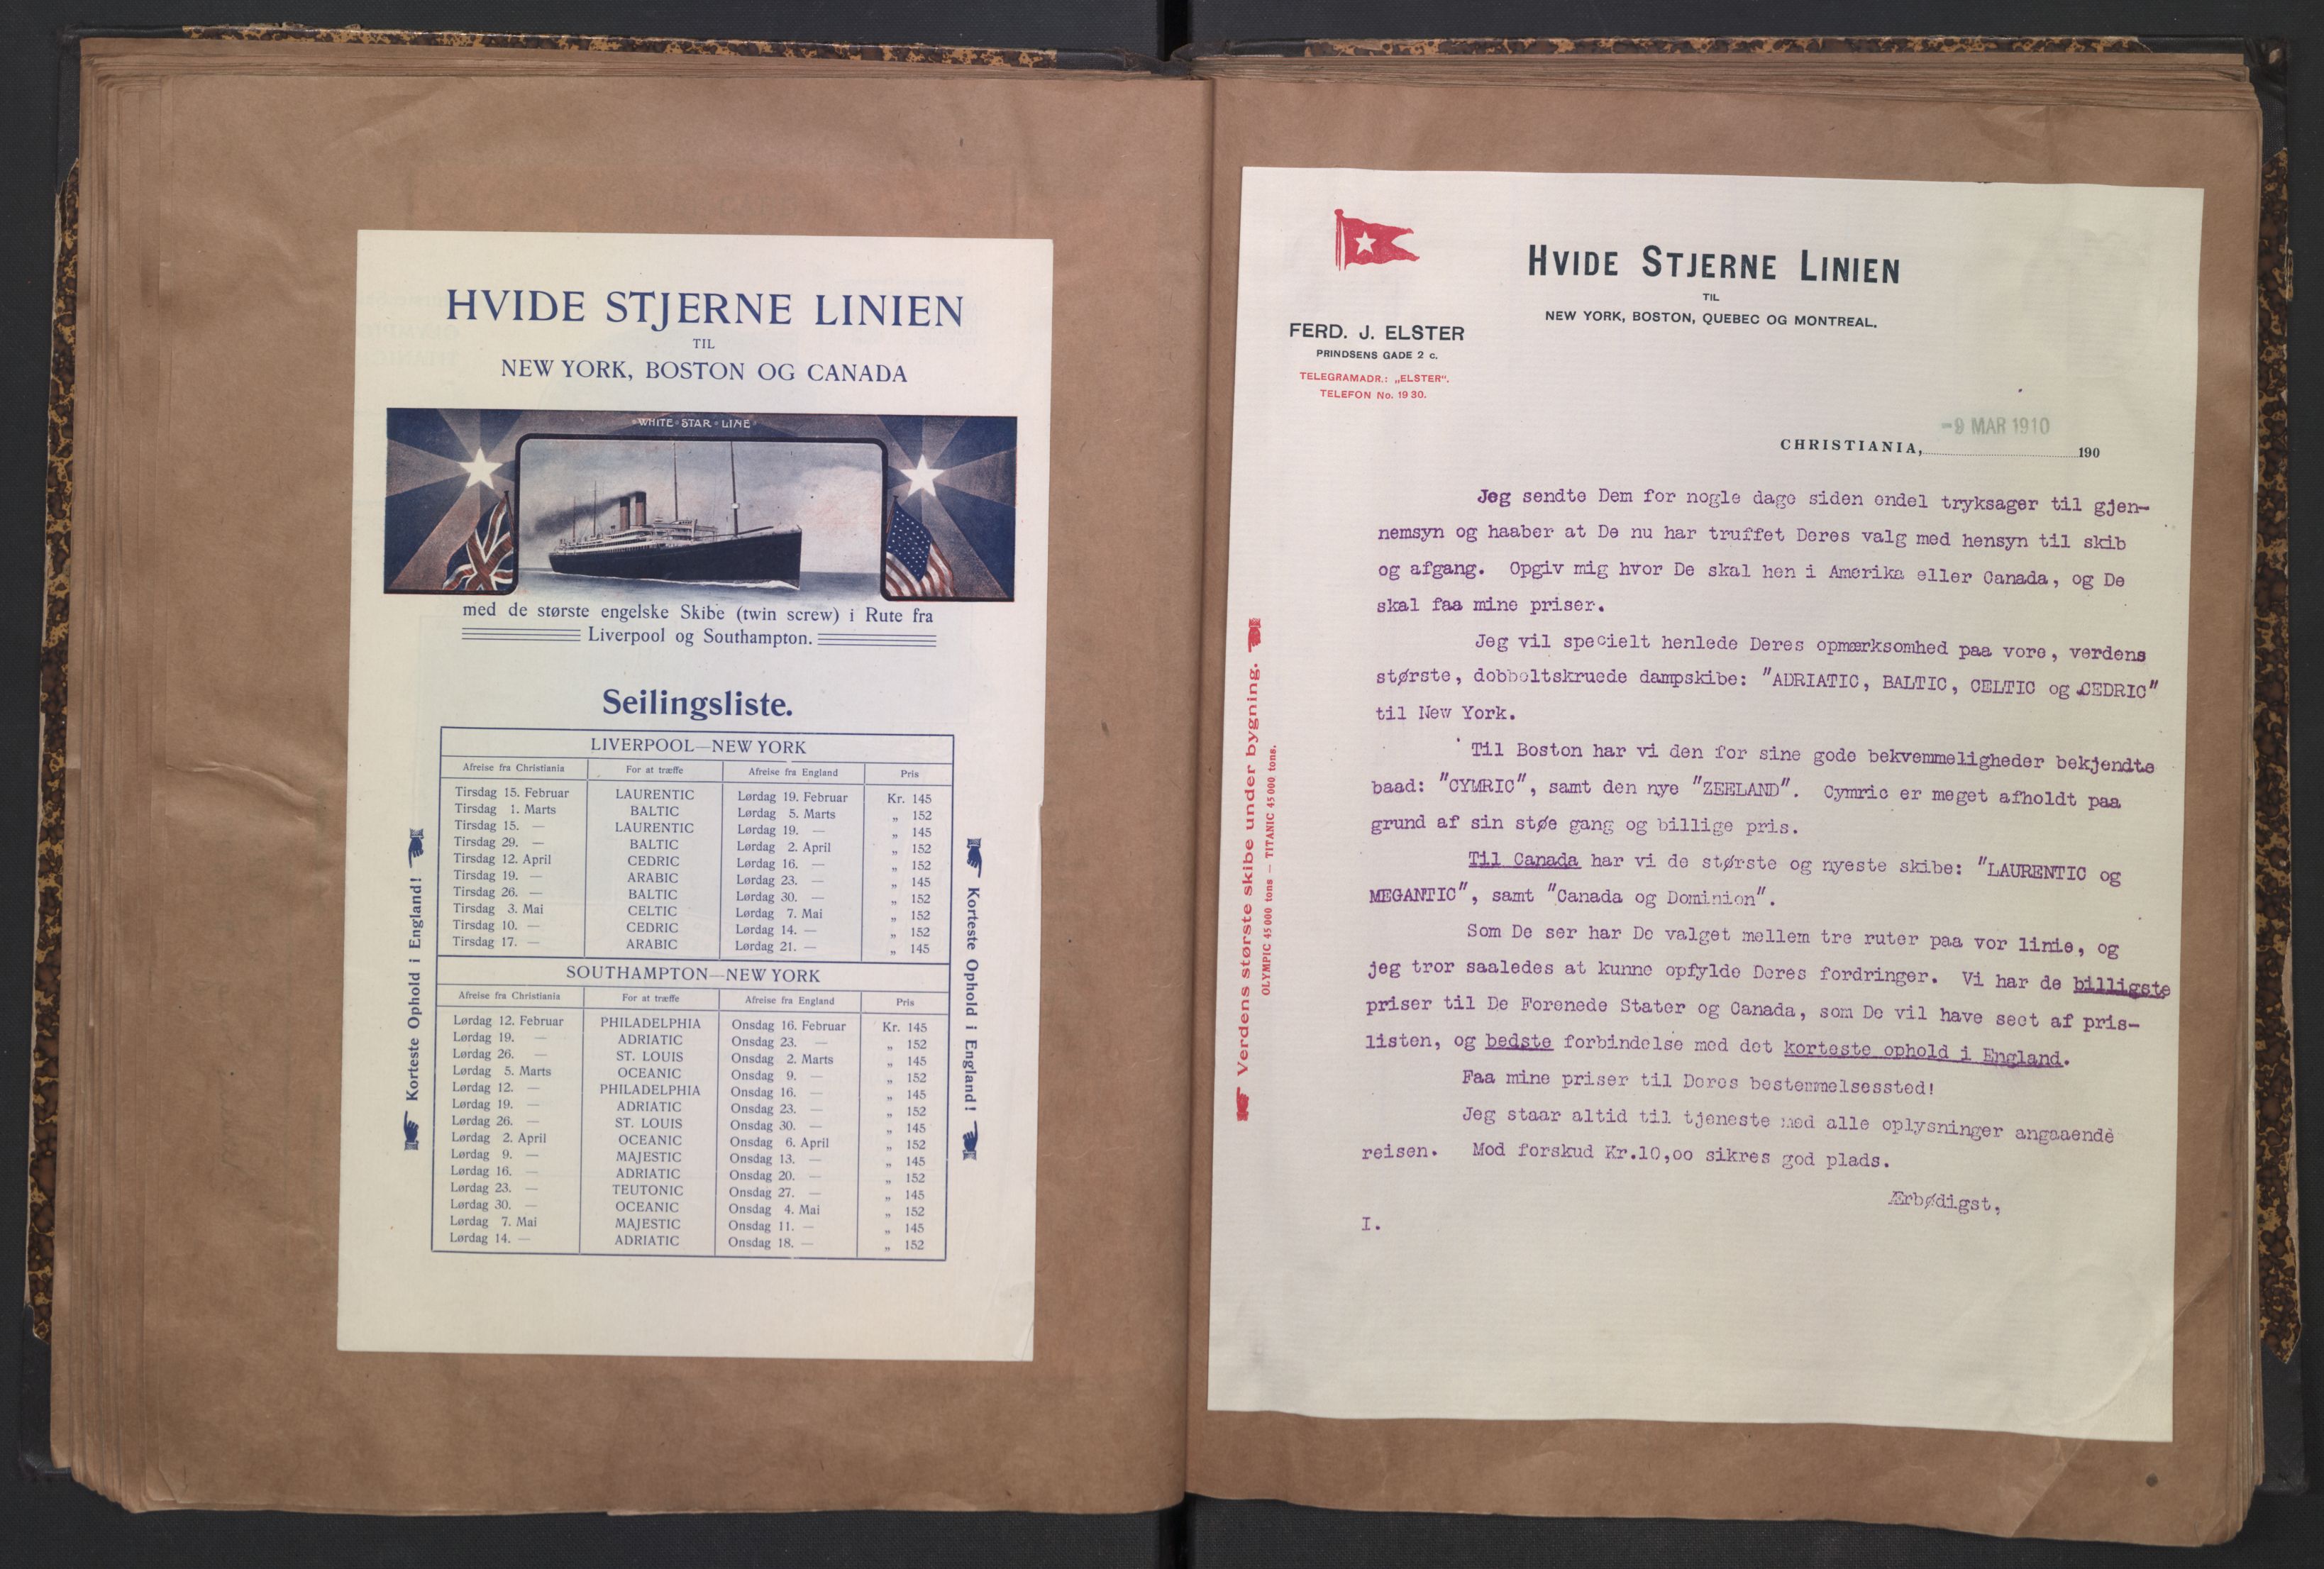 HVIDE STJERNE LINIEN
TIL
NEW YORK, BOSTON OG CANADA
WHITE STAR LINE
med de største engelske Skibe (twin screw) i Rute fra
Liverpool og Southampton.
Seilingsliste.
LIVERPOOL—NEW YORK
Afreise fra Christiania For at træffe Afreise fra England Pris
Tirsdag 15. Februar LAURENTIC Lørdag 19. Februar Kr. 145
Tirsdag 1. Marts BALTIC Lørdag 5. Marts „ 152
Tirsdag 15. — LAURENTIC Lørdag 19. — „ 145
Tirsdag 29. — BALTIC Lørdag 2. April „ 152
Tirsdag 12. April CEDRIC Lørdag 16. — „ 152
Tirsdag 19. — ARABIC Lørdag 23. — „ 145
Tirsdag 26. — BALTIC Lørdag 30. — „ 152
Tirsdag 3. Mai CELTIC Lørdag 7. Mai „ 152
Tirsdag 10. — CEDRIC Lørdag 14. — „ 152
Tirsdag 17. — ARABIC Lørdag 21. — „ 145
SOUTHAMPTON—NEW YORK
Afreise fra Christiania For at træffe Afreise fra England Pris
Lørdag 12. Februar PHILADELPHIA Onsdag 16. Februar Kr. 145
Lørdag 19. — ADRIATIC Onsdag 23. — „ 152
Lørdag 26. — ST. LOUIS Onsdag 2. Marts „ 145
Lørdag 5. Marts OCEANIC Onsdag 9. — „ 152
Lørdag 12. — PHILADELPHIA Onsdag 16. — „ 145
Lørdag 19. — ADRIATIC Onsdag 23. — „ 152
Lørdag 26. — ST. LOUIS Onsdag 30. — „ 145
Lørdag 2. April OCEANIC Onsdag 6. April „ 152
Lørdag 9. — MAJESTIC Onsdag 13. — „ 145
Lørdag 16. — ADRIATIC Onsdag 20. — „ 152
Lørdag 23. — TEUTONIC Onsdag 27. — „ 145
Lørdag 30. — OCEANIC Onsdag 4. Mai „ 152
Lørdag 7. Mai MAJESTIC Onsdag 11. — „ 145
Lørdag 14. — ADRIATIC Onsdag 18. — „ 152
Korteste Ophold i England!
Korteste Ophold i England!
HVIDE STJERNE LINIEN
TIL
NEW YORK, BOSTON, QUEBEC OG MONTREAL.
FERD. J. ELSTER
PRINDSENS GADE 2 c.
TELEGRAMADR.: „ELSTER“.
TELEFON No. 19 30.
-9 MAR 1910
CHRISTIANIA, 190
Jeg sendte Dem for nogle dage siden endel tryksager til gjen-
nemsyn og haaber at De nu har truffet Deres valg med hensyn til skib
og afgang. Opgiv mig hvor De skal hen i Amerika eller Canada, og De
skal faa mine priser.
Jeg vil specielt henlede Deres opmærksomhed paa vore, verdens
største, dobbeltskruede dampskibe: "ADRIATIC, BALTIC, CELTIC og CEDRIC"
til New York.
Til Boston har vi den for sine gode bekvemmeligheder bekjendte
baad: "CYMRIC", samt den nye "ZEELAND". Cymric er meget afholdt paa
grund af sin støe gang og billige pris.
Til Canada har vi de største og nyeste skibe: "LAURENTIC og
MEGANTIC", samt "Canada og Dominion".
Som De ser har De valget mellem tre ruter paa vor linie, og
jeg tror saaledes at kunne opfylde Deres fordringer. Vi har de billigste
priser til De Forenede Stater og Canada, som De vil have seet af pris-
listen, og bedste forbindelse med det korteste ophold i England.
Faa mine priser til Deres bestemmelsessted!
Jeg staar altid til tjeneste med alle oplysninger angaaende
reisen. Mod forskud Kr.10,oo sikres god plads.
Ærbødigst,
I.
Verdens største skibe under bygning.
OLYMPIC 45 000 tons — TITANIC 45 000 tons.